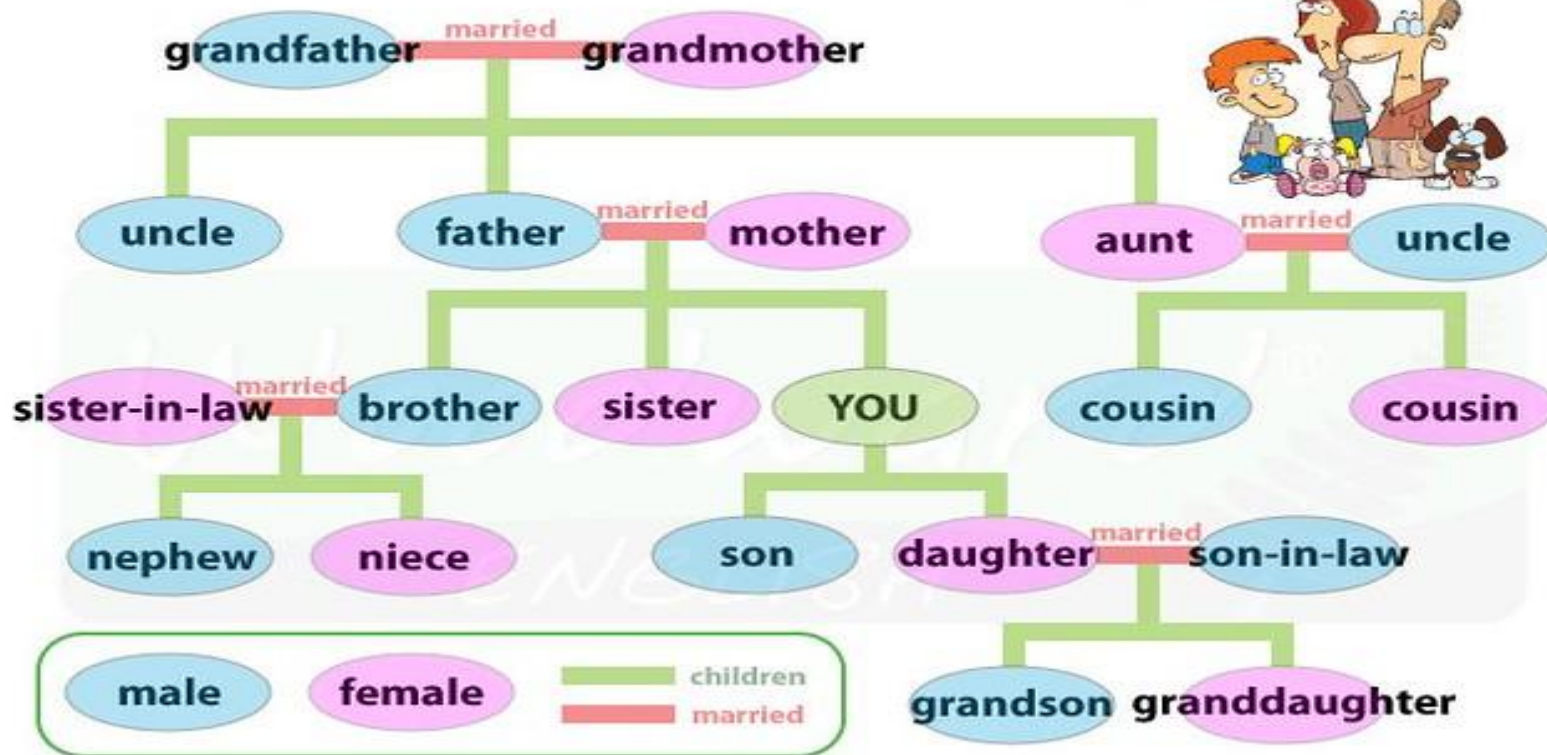 married
grandfather grandmother
married married
uncle father mother aunt uncle
married
sister-in-law brother sister YOU cousin cousin
married
nephew niece son daughter son-in-law
male female children
married
grandson granddaughter
ENGLISH